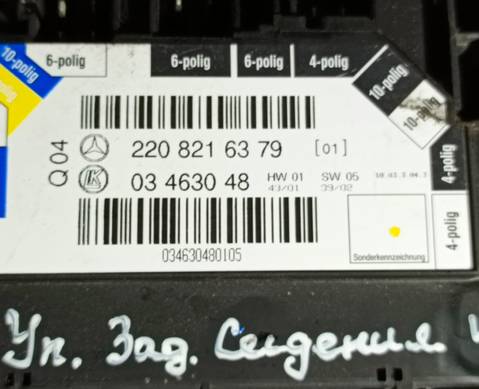 10-polig
6-polig
6-polig
6-polig
4-polig
10-polig
10-polig
Q 04
220 821 63 79 [01]
03 4630 48 HW 01 SW 05
43/01 39/02
4-polig
4-polig
034630480105
Sonderkennzeichnung
Уп. Зад. Сидения